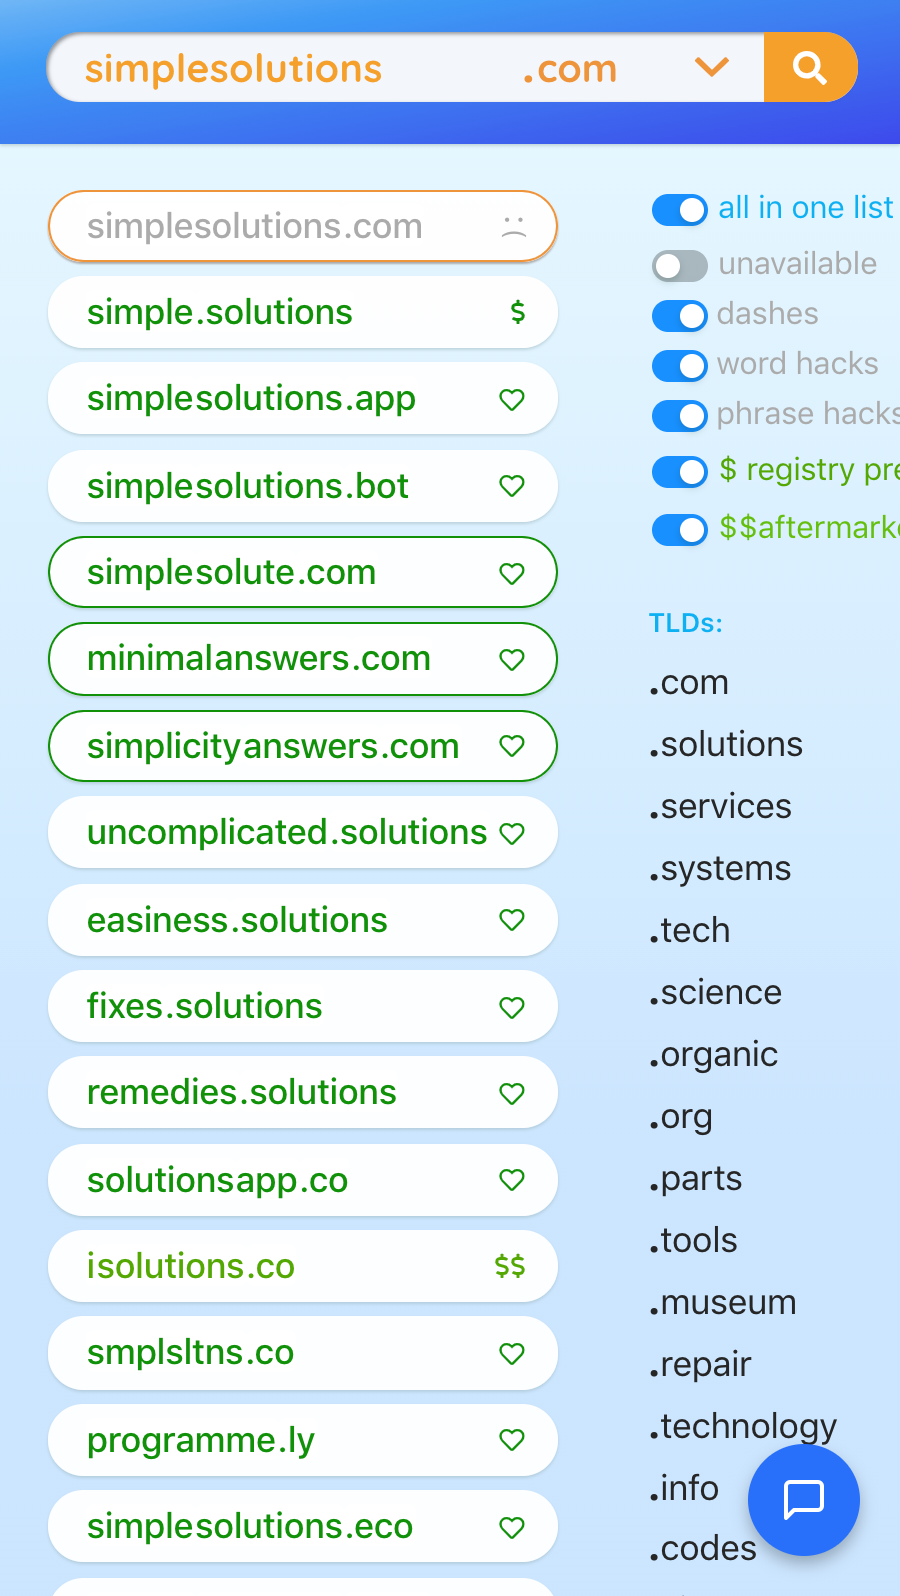 simplesolutions .com
simplesolutions.com
simple.solutions $
simplesolutions.app
simplesolutions.bot
simplesolute.com
minimalanswers.com
simplicityanswers.com
uncomplicated.solutions
easiness.solutions
fixes.solutions
remedies.solutions
solutionsapp.co
isolutions.co $$
smplsltns.co
programme.ly
simplesolutions.eco
all in one list
unavailable
dashes
word hacks
phrase hacks
$ registry pre
$$aftermarke
TLDs:
.com
.solutions
.services
.systems
.tech
.science
.organic
.org
.parts
.tools
.museum
.repair
.technology
.info
.codes